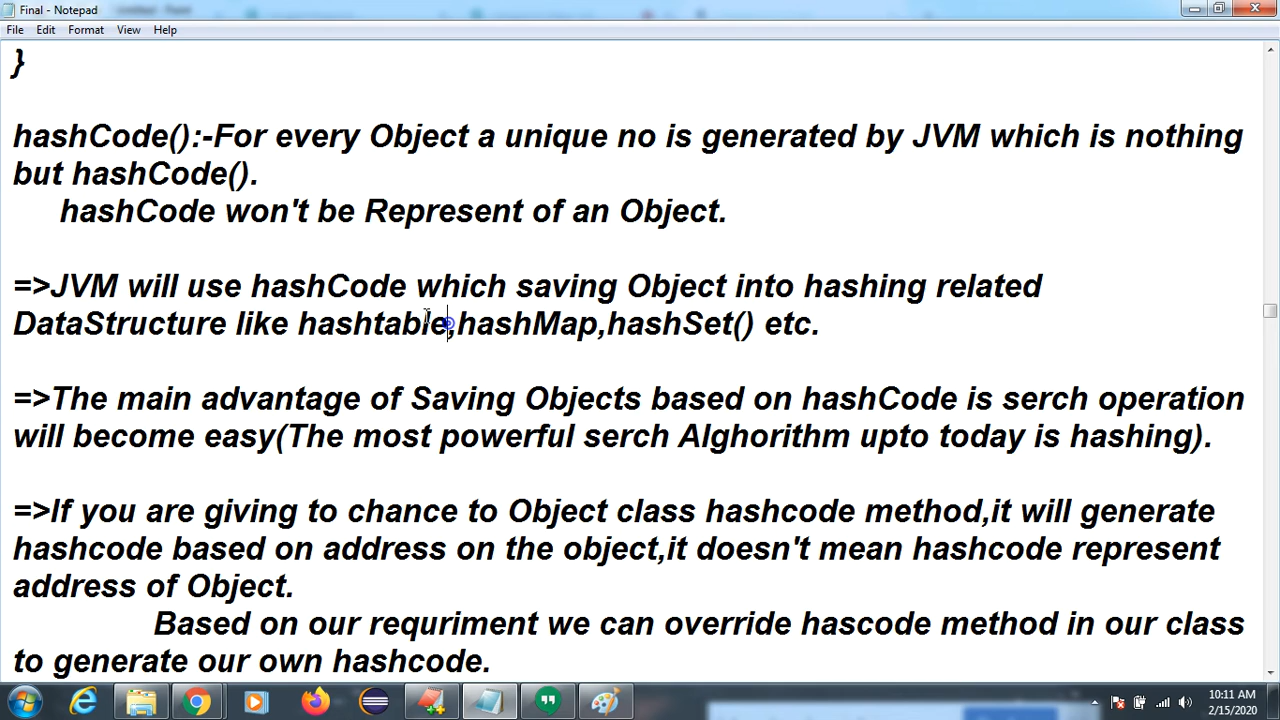 Final - Notepad
File Edit Format View Help
}
hashCode():-For every Object a unique no is generated by JVM which is nothing
but hashCode().
hashCode won't be Represent of an Object.
=>JVM will use hashCode which saving Object into hashing related
DataStructure like hashtable,hashMap,hashSet() etc.
=>The main advantage of Saving Objects based on hashCode is serch operation
will become easy(The most powerful serch Alghorithm upto today is hashing).
=>If you are giving to chance to Object class hashcode method,it will generate
hashcode based on address on the object,it doesn't mean hashcode represent
address of Object.
Based on our requriment we can override hascode method in our class
to generate our own hashcode.
10:11 AM
2/15/2020